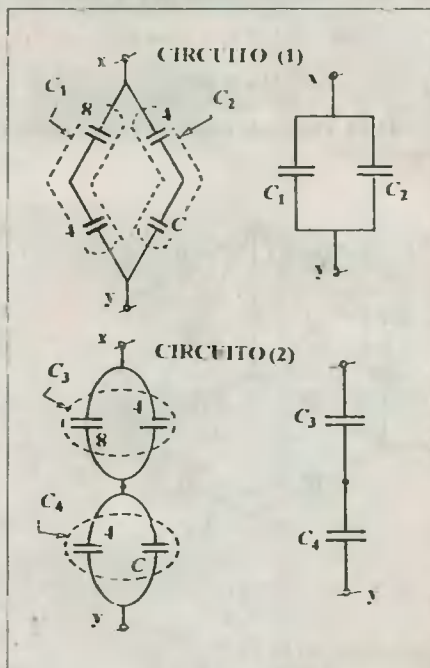 x CIRCUITO (1)
C₁ 8 4 C₂
x
C₁ C₂
4 C
y
y
x CIRCUITO (2)
C₃
4
8
C₃
C₄
4
C
C₄
y
y